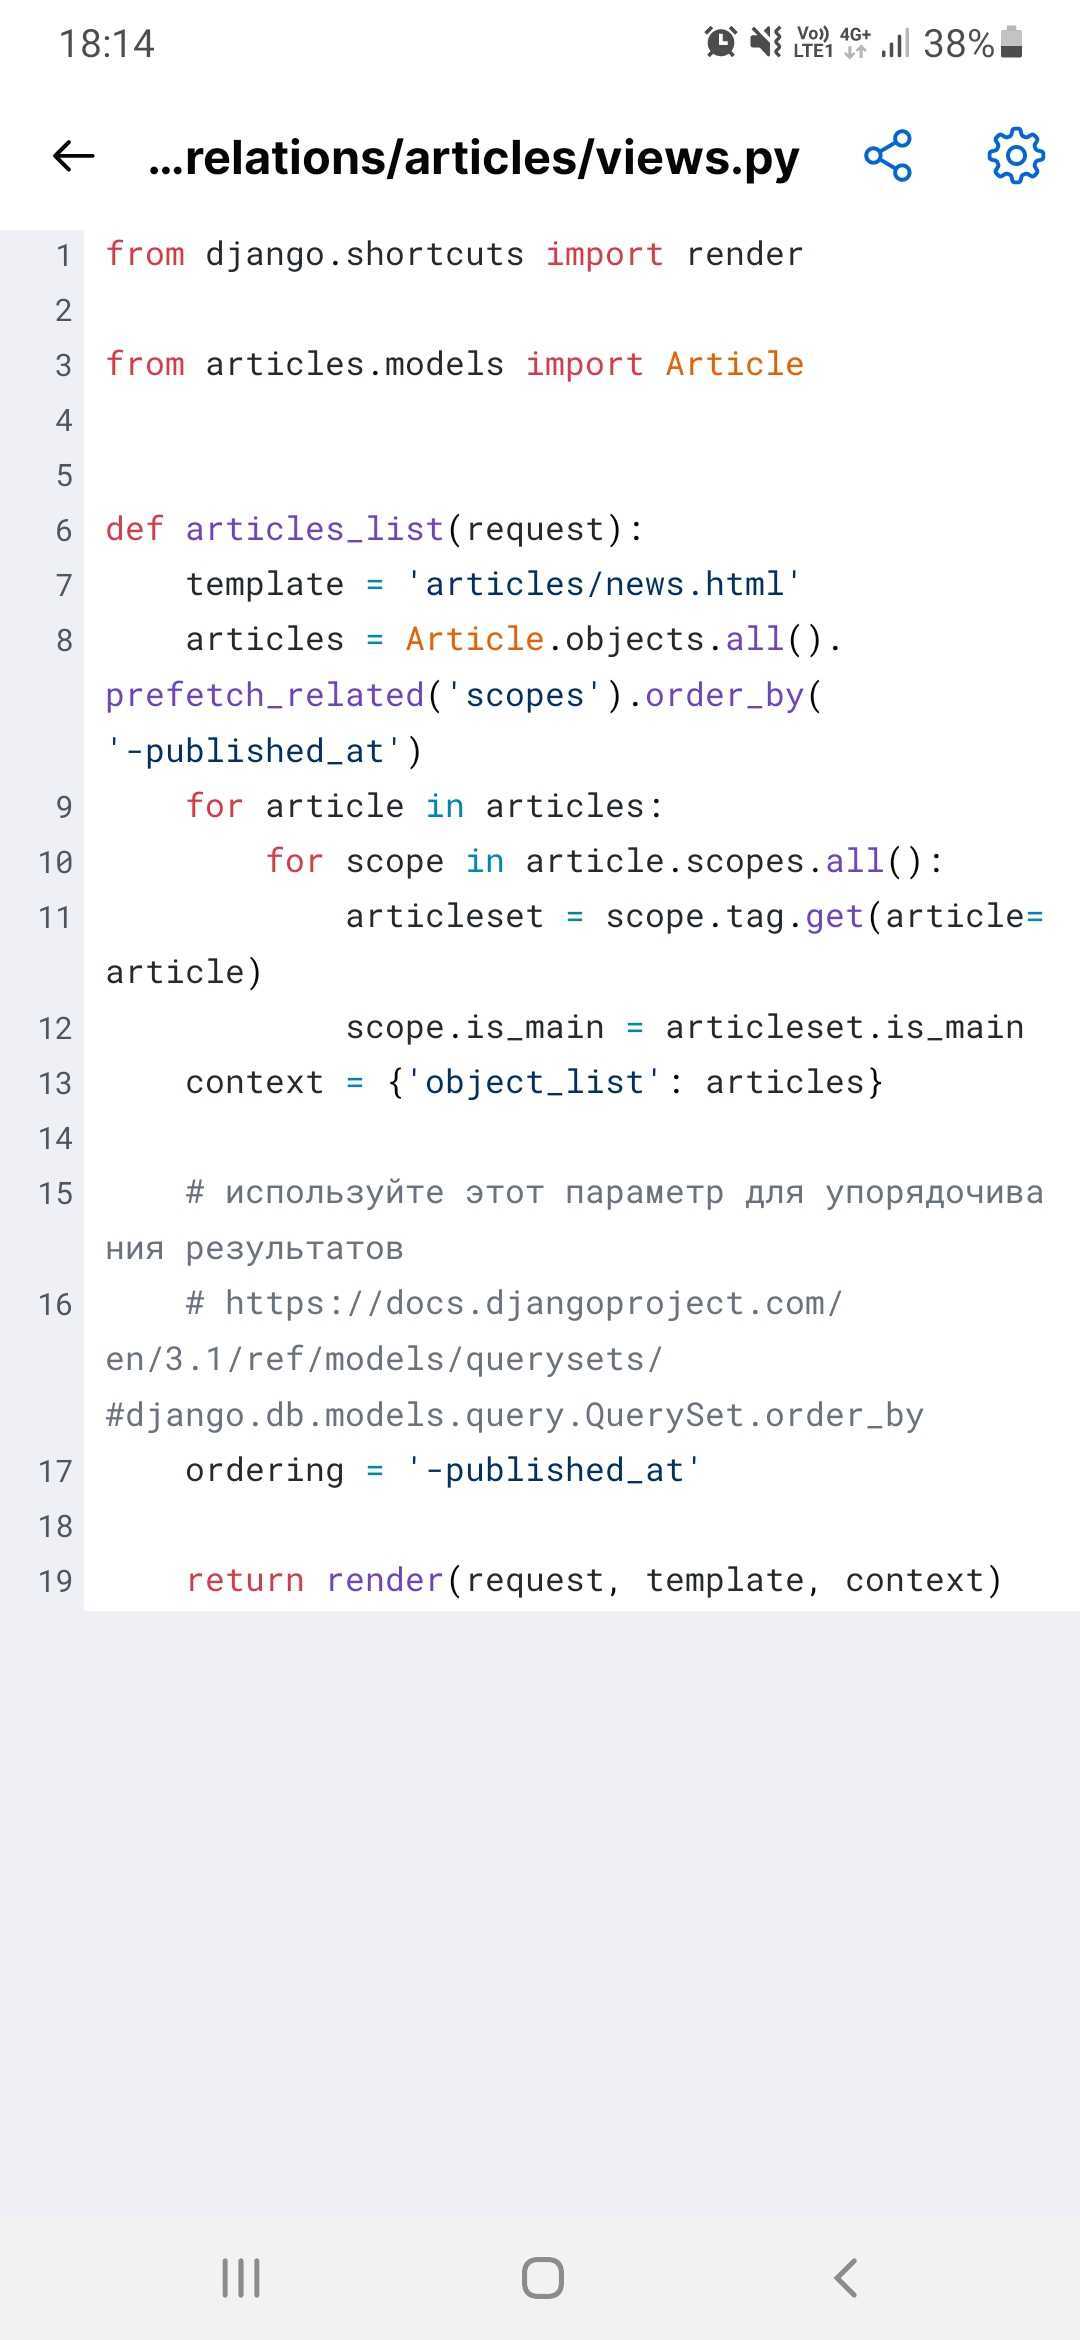 18:14
Vo)) LTE1 4G+ 38%
...relations/articles/views.py
1 from django.shortcuts import render
2
3 from articles.models import Article
4
5
6 def articles_list(request):
7     template = 'articles/news.html'
8     articles = Article.objects.all().
prefetch_related('scopes').order_by(
'-published_at')
9     for article in articles:
10         for scope in article.scopes.all():
11             articleset = scope.tag.get(article=
article)
12             scope.is_main = articleset.is_main
13     context = {'object_list': articles}
14
15     # используйте этот параметр для упорядочива
ния результатов
16     # https://docs.djangoproject.com/
en/3.1/ref/models/querysets/
#django.db.models.query.QuerySet.order_by
17     ordering = '-published_at'
18
19     return render(request, template, context)